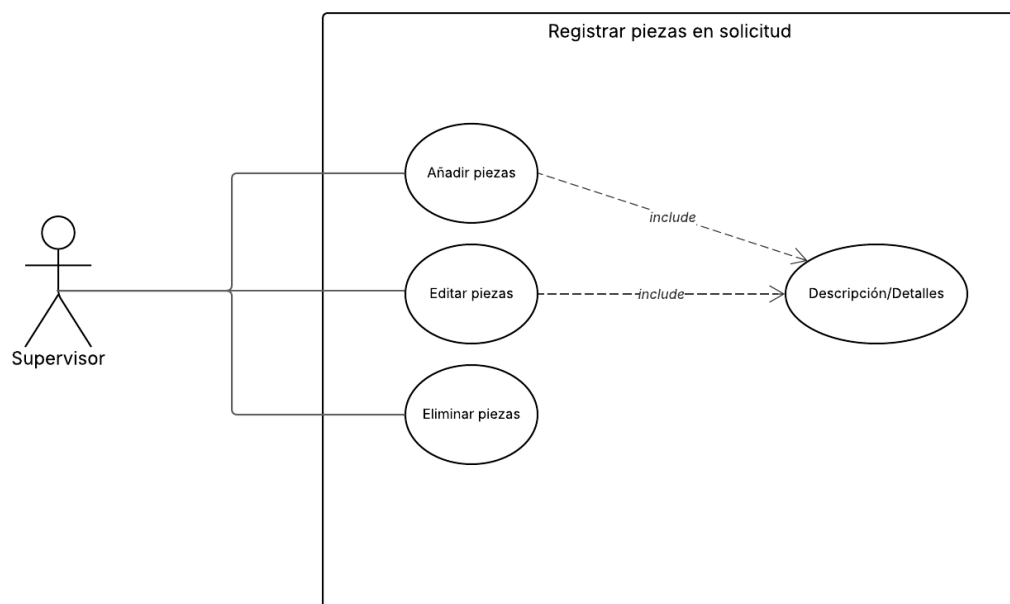 Registrar piezas en solicitud
Añadir piezas
include
Editar piezas
include
Descripción/Detalles
Supervisor
Eliminar piezas